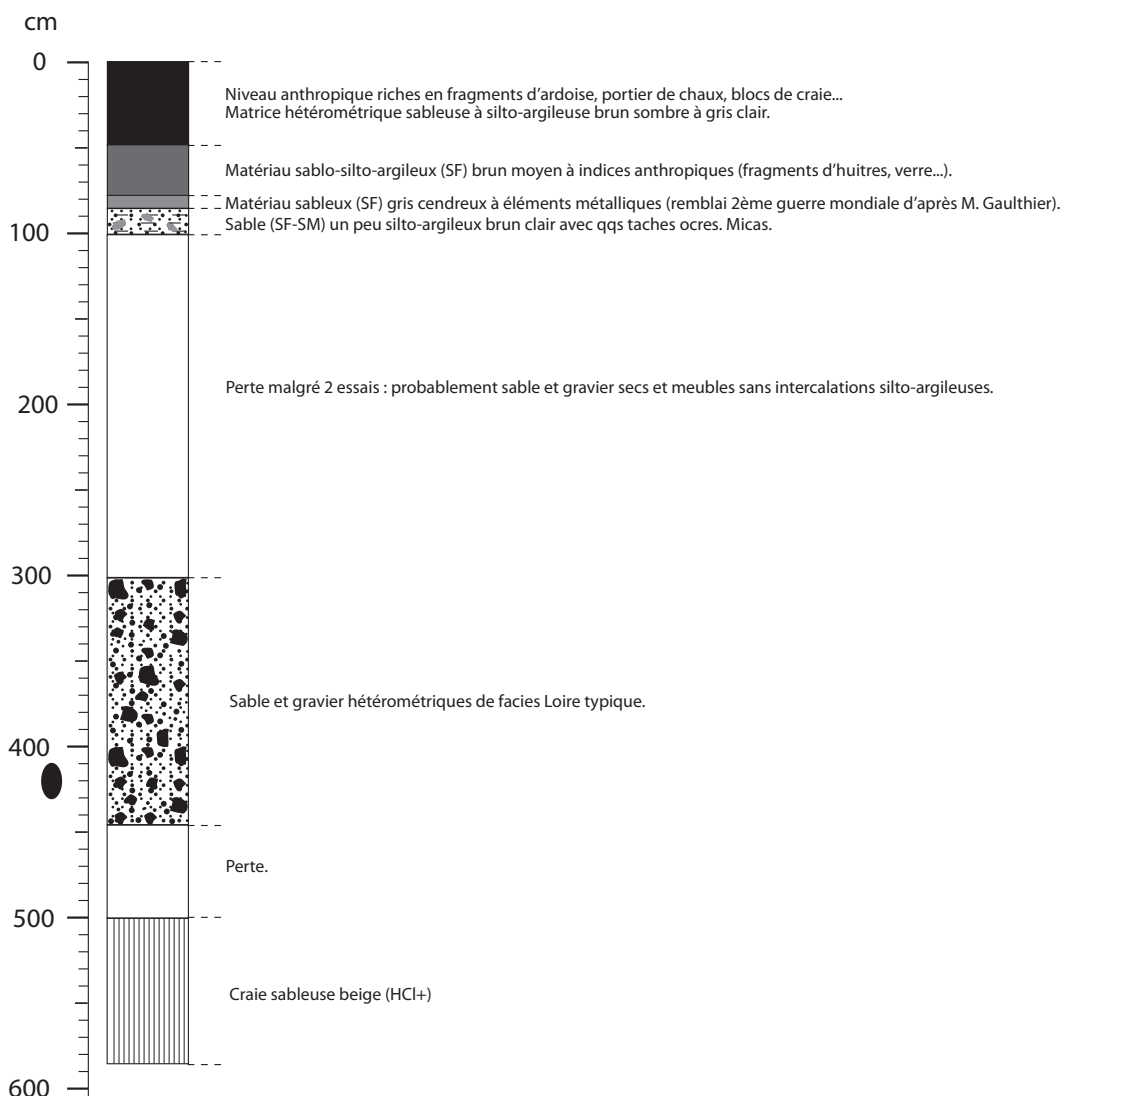 cm
0
Niveau anthropique riches en fragments d'ardoise, portier de chaux, blocs de craie...
Matrice hétérométrique sableuse à silto-argileuse brun sombre à gris clair.
Matériau sablo-silto-argileux (SF) brun moyen à indices anthropiques (fragments d'huitres, verre...).
Matériau sableux (SF) gris cendreux à éléments métalliques (remblai 2ème guerre mondiale d'après M. Gaulthier).
Sable (SF-SM) un peu silto-argileux brun clair avec qqs taches ocres. Micas.
100
Perte malgré 2 essais : probablement sable et gravier secs et meubles sans intercalations silto-argileuses.
200
300
Sable et gravier hétérométriques de facies Loire typique.
400
Perte.
500
Craie sableuse beige (HCl+)
600